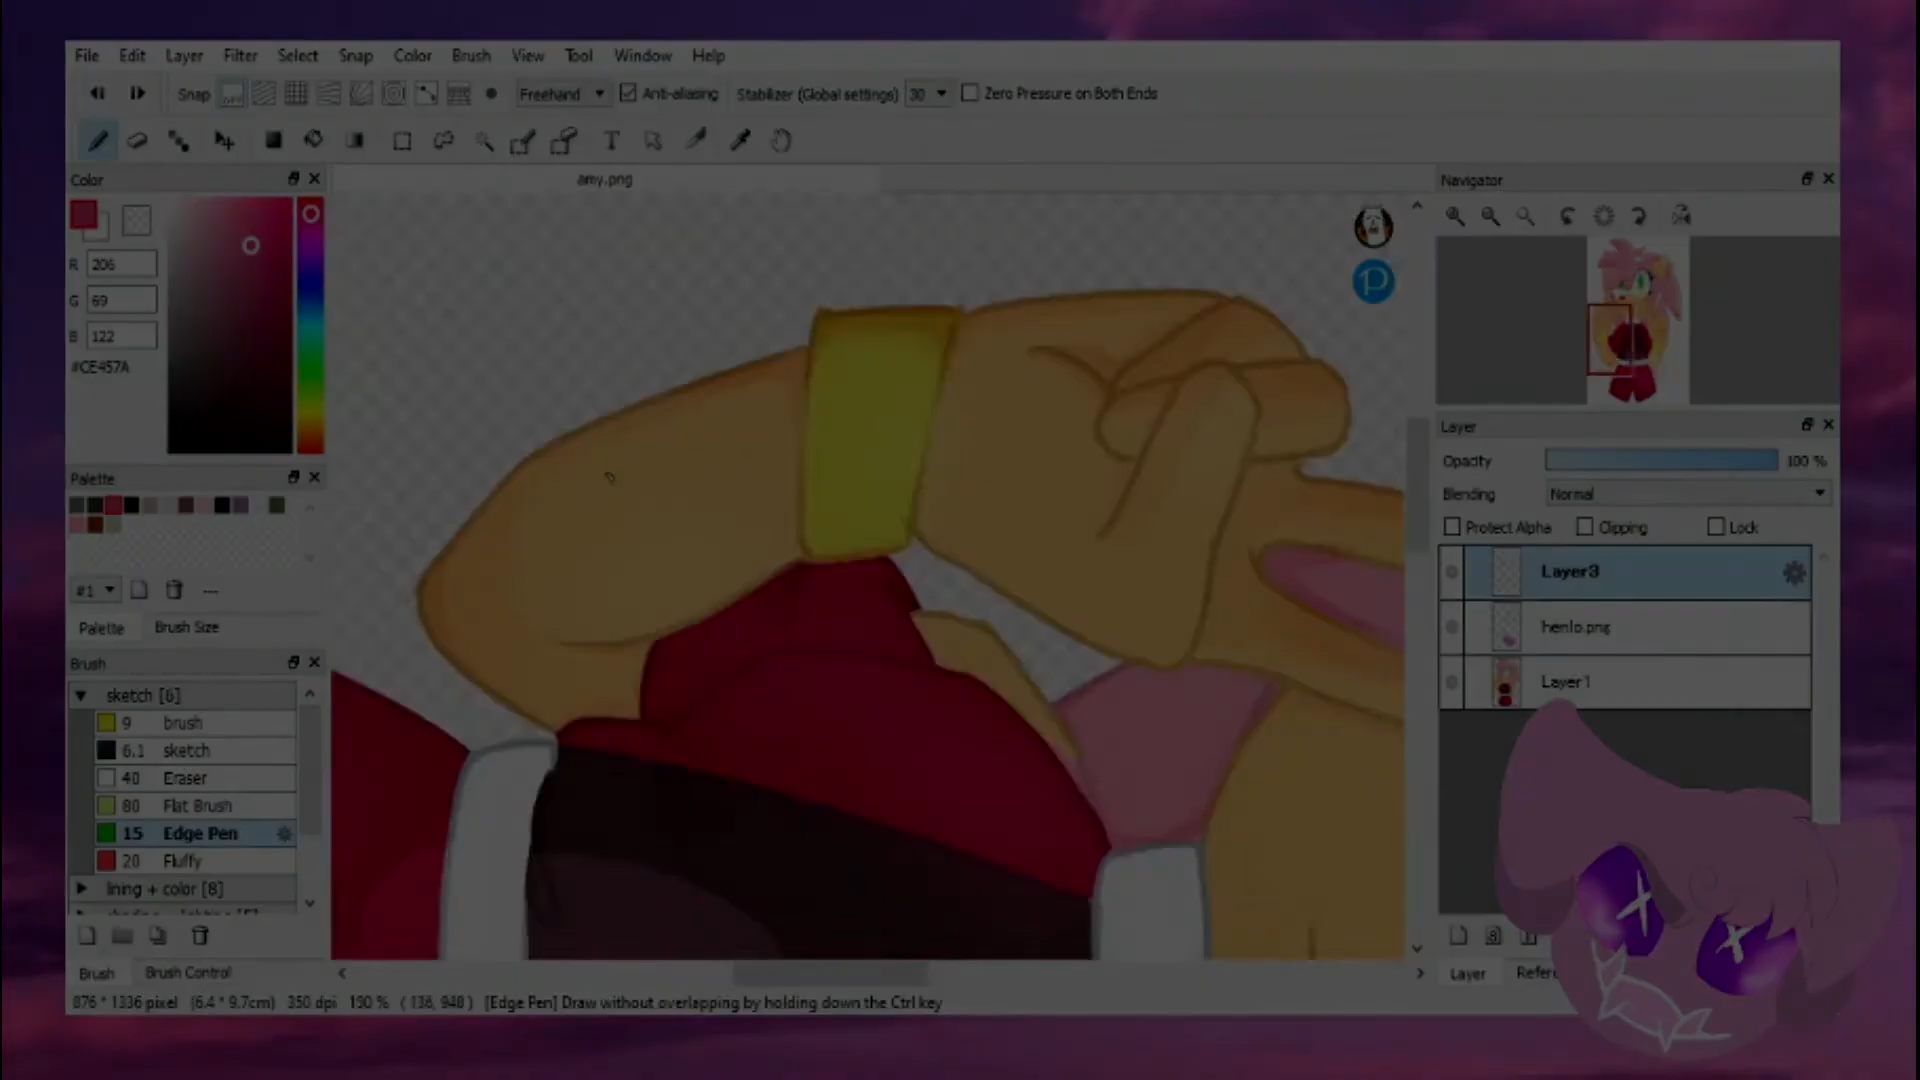 File Edit Layer Filter Select Snap Color Brush View Tool Window Help
Snap OFF Freehand Anti-aliasing Stabilizer (Global settings) 30 Zero Pressure on Both Ends
T
Color
amy.png
Navigator
R 206
G 69
B 122
#CE457A
P
Palette
#1
Palette Brush Size
Brush
sketch [6]
9 brush
6.1 sketch
40 Eraser
80 Flat Brush
15 Edge Pen
20 Fluffy
lining + color [8]
Brush Brush Control
Layer
Opacity 100 %
Blending Normal
Protect Alpha Clipping Lock
Layer3
henlo.png
Layer1
Layer
876 * 1336 pixel (6.4 * 9.7cm) 350 dpi 190 % ( 136, 948 ) [Edge Pen] Draw without overlapping by holding down the Ctrl key